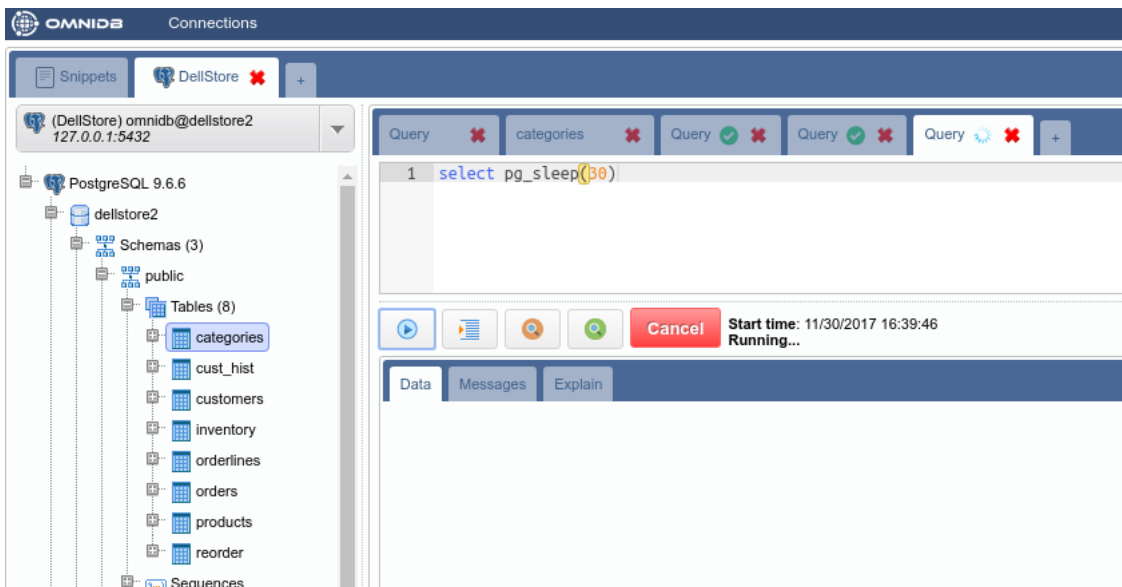 OMNIDB Connections
Snippets DellStore +
(DellStore) omnidb@dellstore2
127.0.0.1:5432
PostgreSQL 9.6.6
dellstore2
Schemas (3)
public
Tables (8)
categories
cust_hist
customers
inventory
orderlines
orders
products
reorder
Sequences
Query categories Query Query Query +
1 select pg_sleep(30)
Cancel Start time: 11/30/2017 16:39:46
Running...
Data Messages Explain